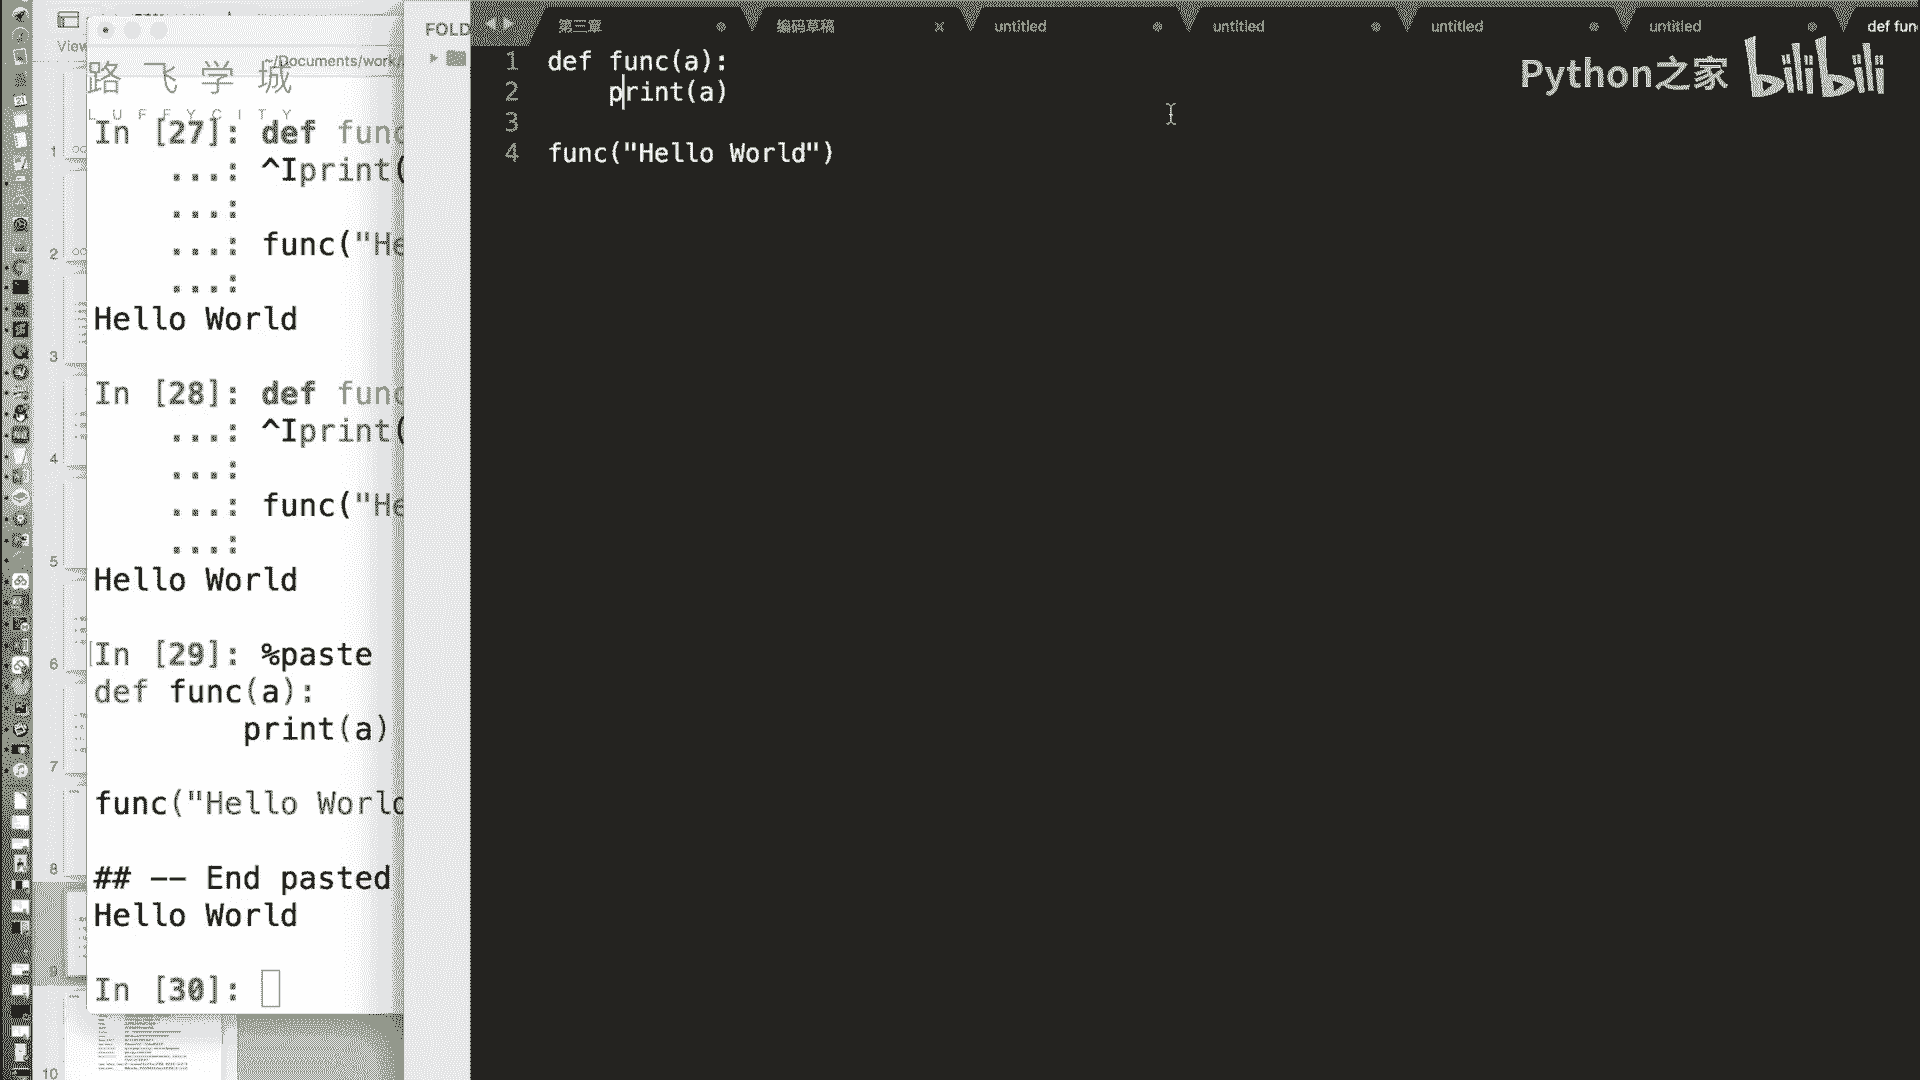 View
~/Documents/work/
路飞学城
LUFFYCITY
In [27]: def func
...: ^Iprint(
...:
...: func("He
...:
Hello World
In [28]: def func
...: ^Iprint(
...:
...: func("He
...:
Hello World
In [29]: %paste
def func(a):
print(a)
func("Hello World
## -- End pasted
Hello World
In [30]:
1
2
3
4
5
6
7
8
9
10
FOLD
第三章
编码草稿
untitled
untitled
untitled
untitled
def fun
1 def func(a):
2 print(a)
3
4 func("Hello World")
Python之家 bilibili